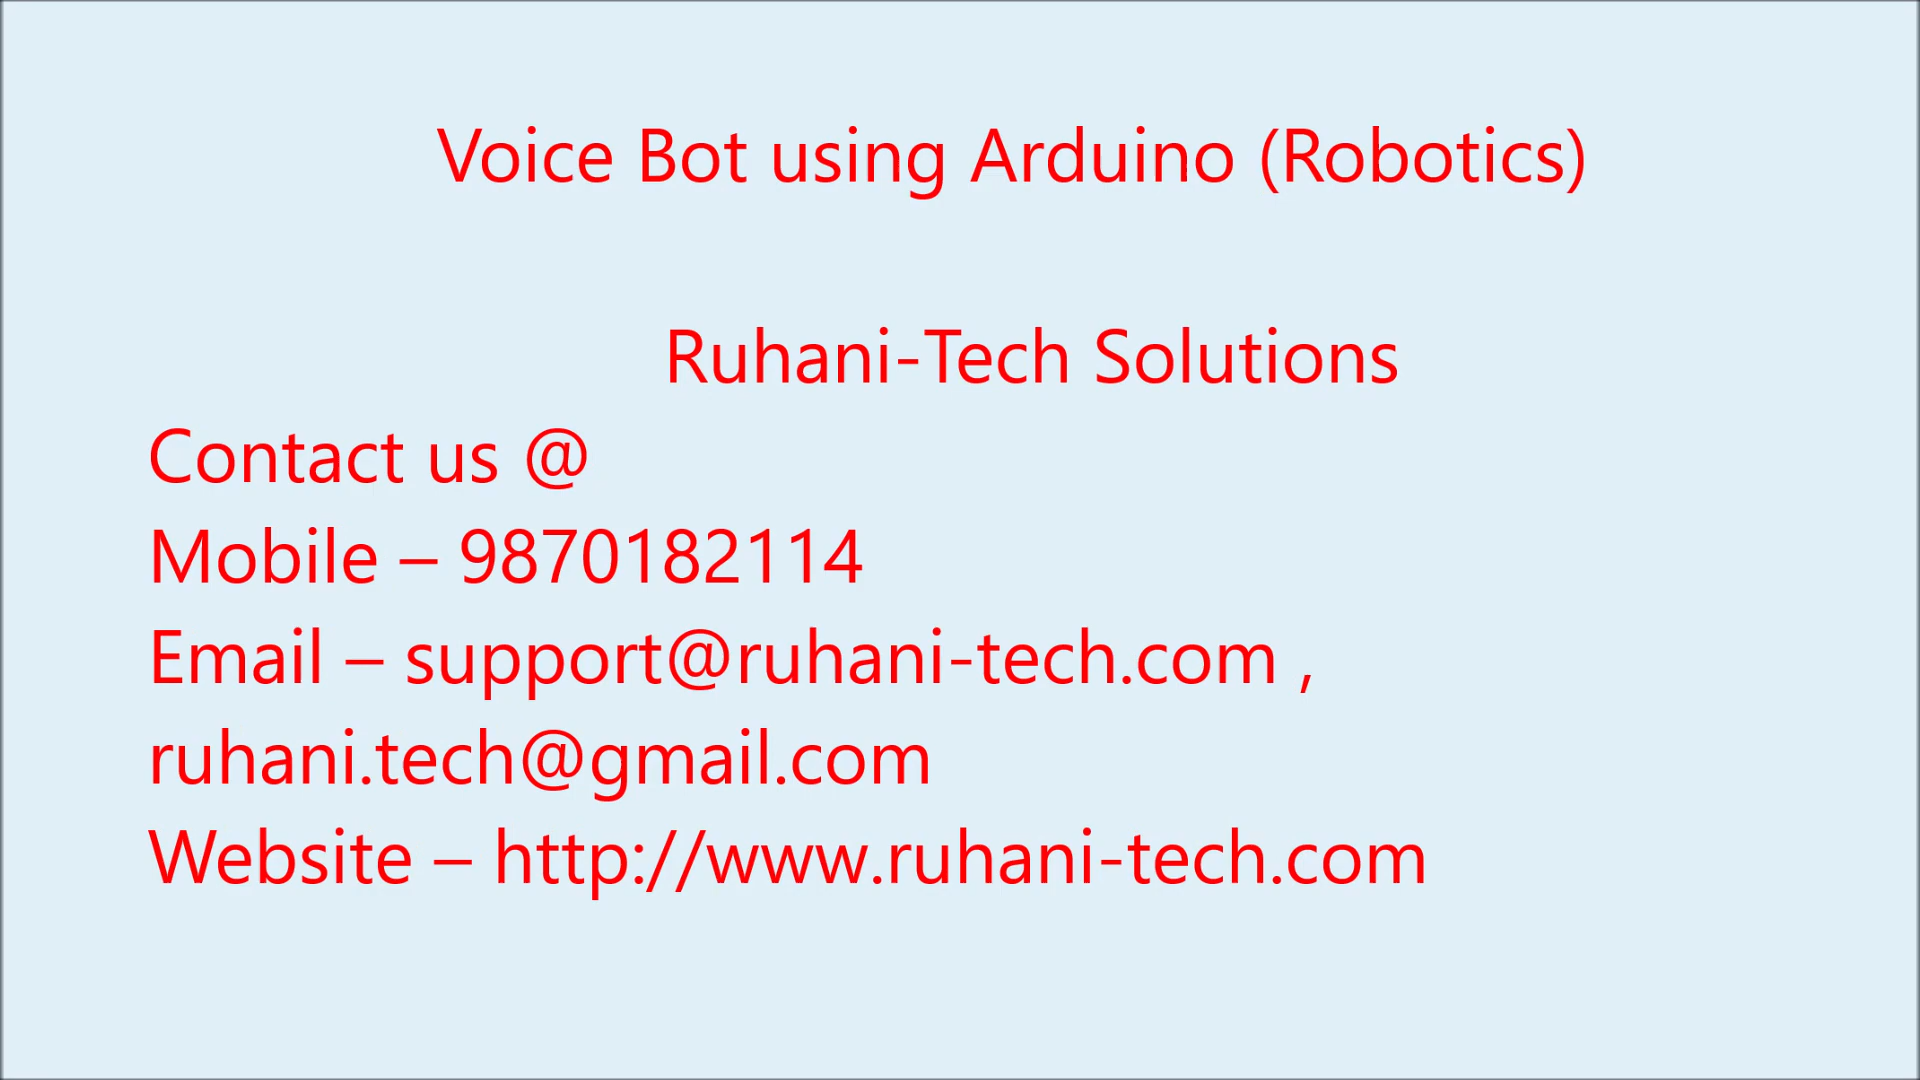 Voice Bot using Arduino (Robotics)
Ruhani-Tech Solutions
Contact us @
Mobile – 9870182114
Email – support@ruhani-tech.com ,
ruhani.tech@gmail.com
Website – http://www.ruhani-tech.com